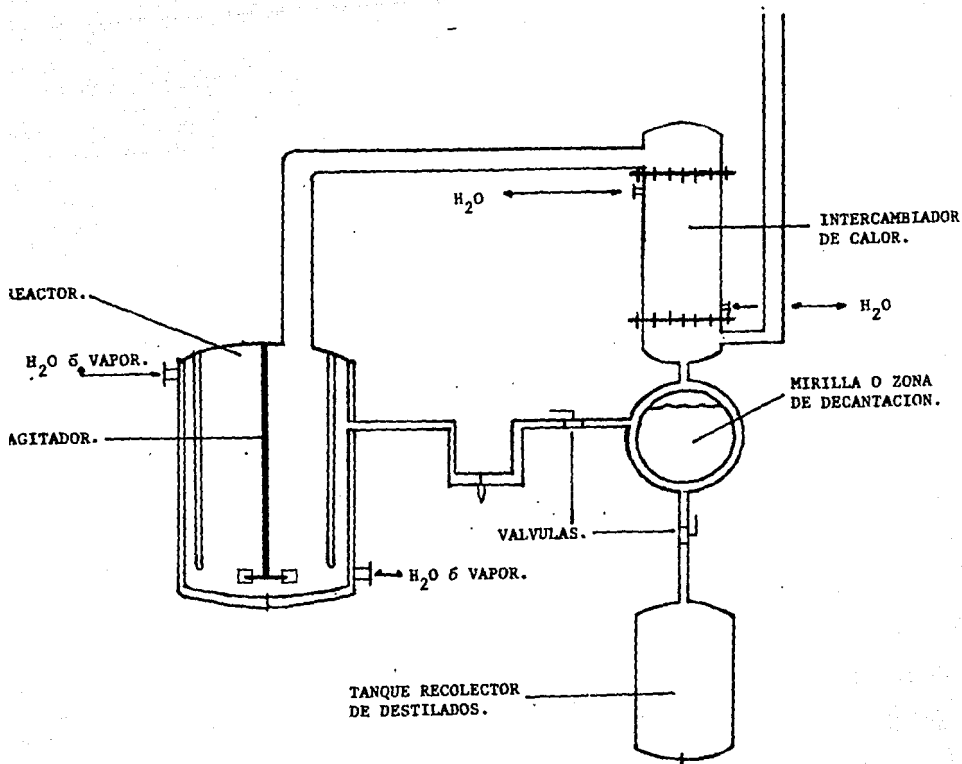 H2O
INTERCAMBIADOR
DE CALOR.
REACTOR.
H2O
H2O ó VAPOR.
MIRILLA O ZONA
DE DECANTACION.
AGITADOR.
VALVULAS.
H2O ó VAPOR.
TANQUE RECOLECTOR
DE DESTILADOS.